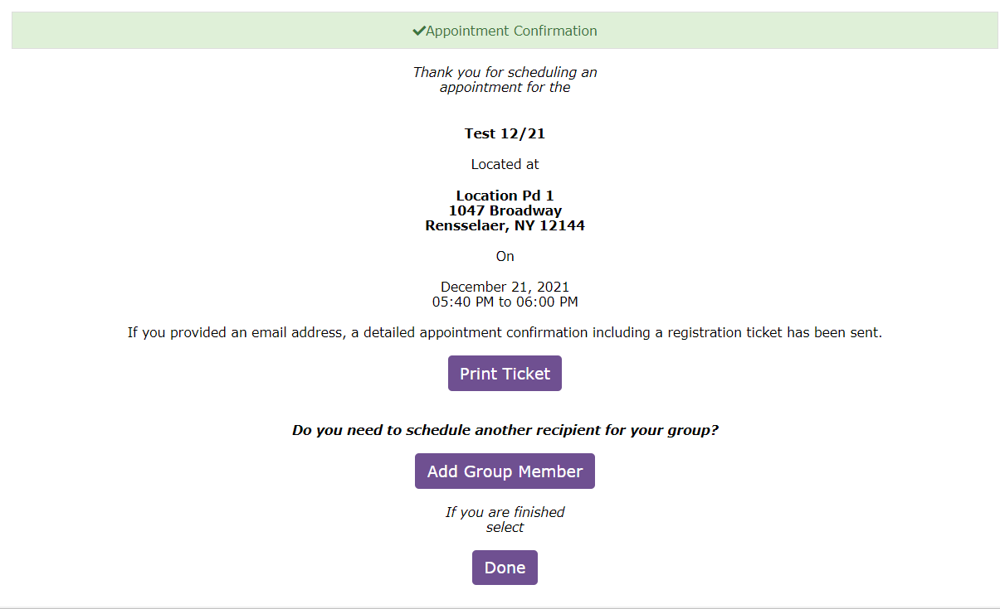 Appointment Confirmation
Thank you for scheduling an
appointment for the
Test 12/21
Located at
Location Pd 1
1047 Broadway
Rensselaer, NY 12144
On
December 21, 2021
05:40 PM to 06:00 PM
If you provided an email address, a detailed appointment confirmation including a registration ticket has been sent.
Print Ticket
Do you need to schedule another recipient for your group?
Add Group Member
If you are finished
select
Done